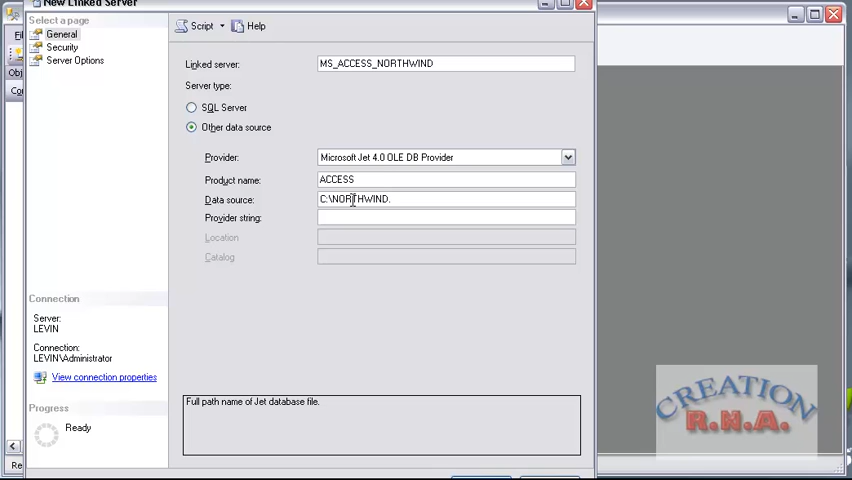 New Linked Server
Select a page
General
Security
Server Options
Script
Help
Linked server:
MS_ACCESS_NORTHWIND
Server type:
SQL Server
Other data source
Provider:
Microsoft Jet 4.0 OLE DB Provider
Product name:
ACCESS
Data source:
C:\NORTHWIND.
Provider string:
Location
Catalog
Connection
Server:
LEVIN
Connection:
LEVIN\Administrator
View connection properties
Progress
Ready
Full path name of Jet database file.
CREATION
R.N.A.